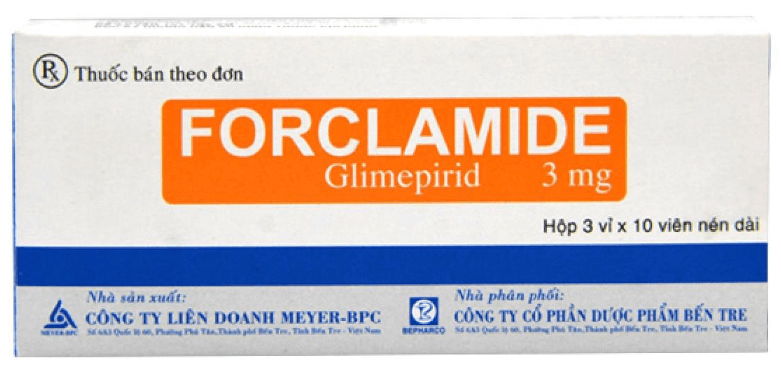 Rx Thuốc bán theo đơn
FORCLAMIDE
Glimepirid 3 mg
Hộp 3 vỉ x 10 viên nén dài
Nhà sản xuất:
CÔNG TY LIÊN DOANH MEYER-BPC
Số 6A3 Quốc lộ 60, Phường Phú Tân, Thành phố Bến Tre, Tỉnh Bến Tre - Việt Nam
MEYER-BPC
Nhà phân phối:
CÔNG TY CỔ PHẦN DƯỢC PHẨM BẾN TRE
Số 6A3 Quốc lộ 60, Phường Phú Tân, Thành phố Bến Tre, Tỉnh Bến Tre - Việt Nam
BEPHARCO